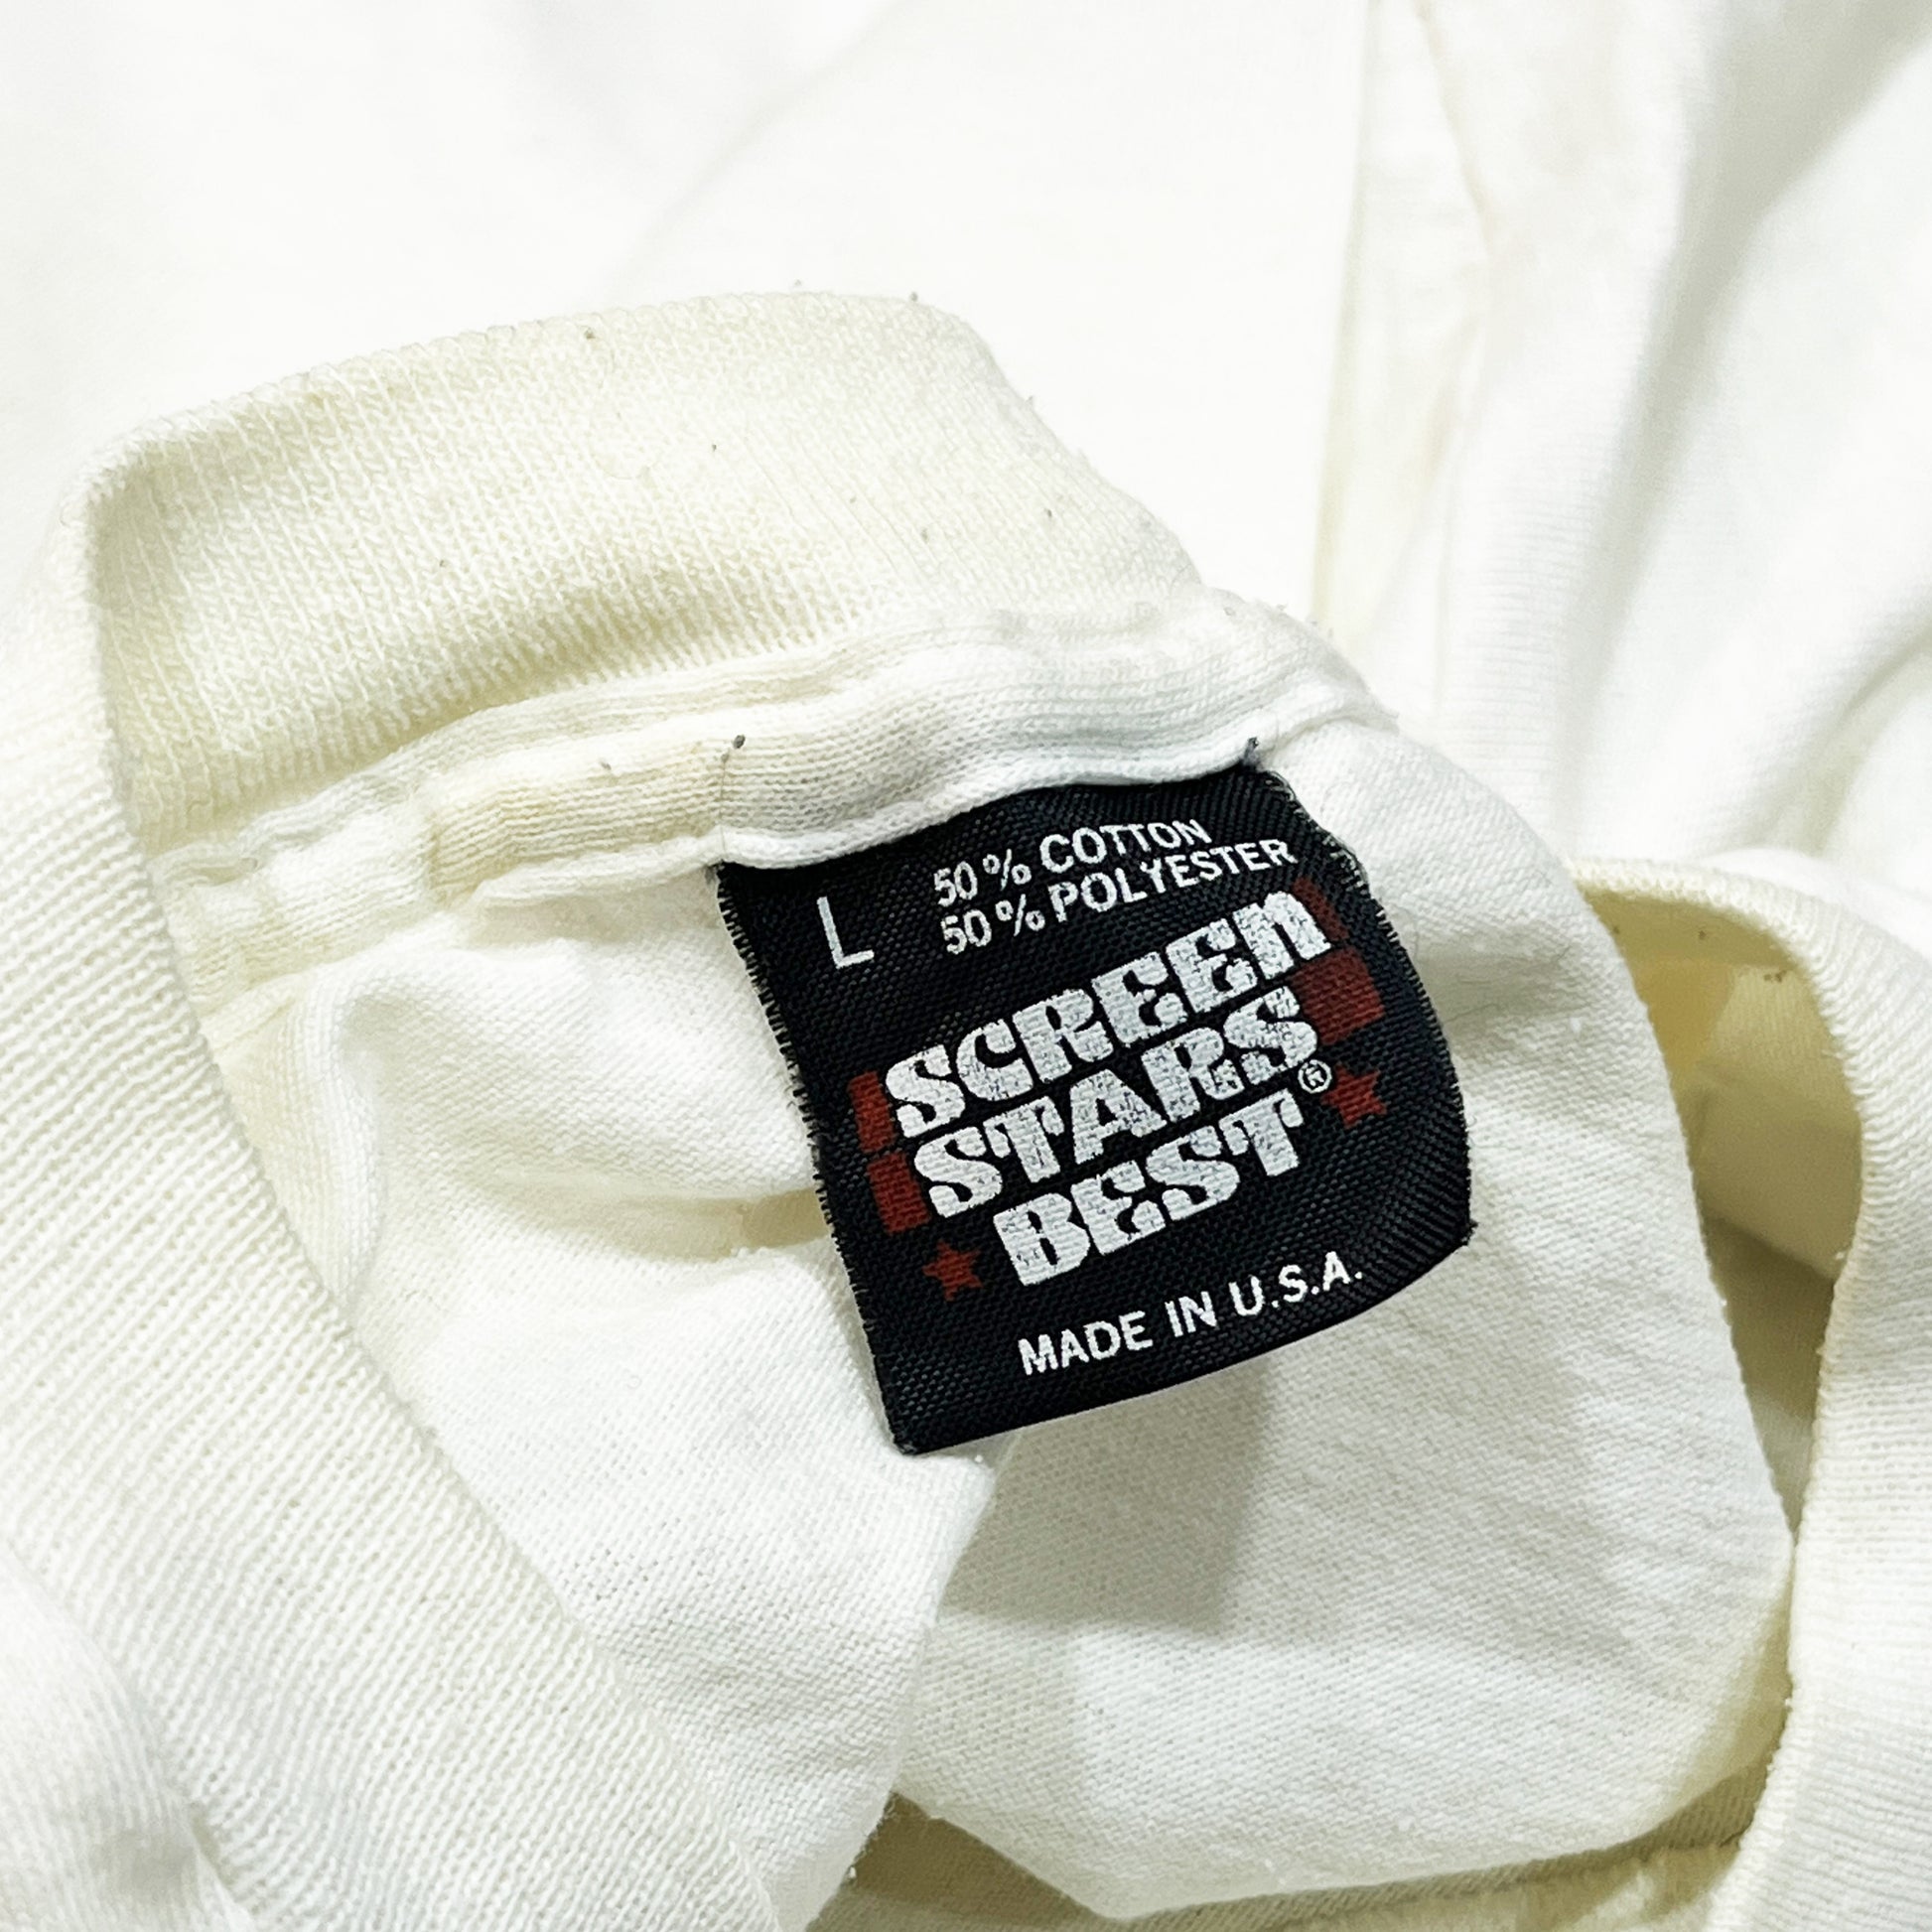 L
50% COTTON
50% POLYESTER
SCREEN
STARS
BEST®
MADE IN U.S.A.